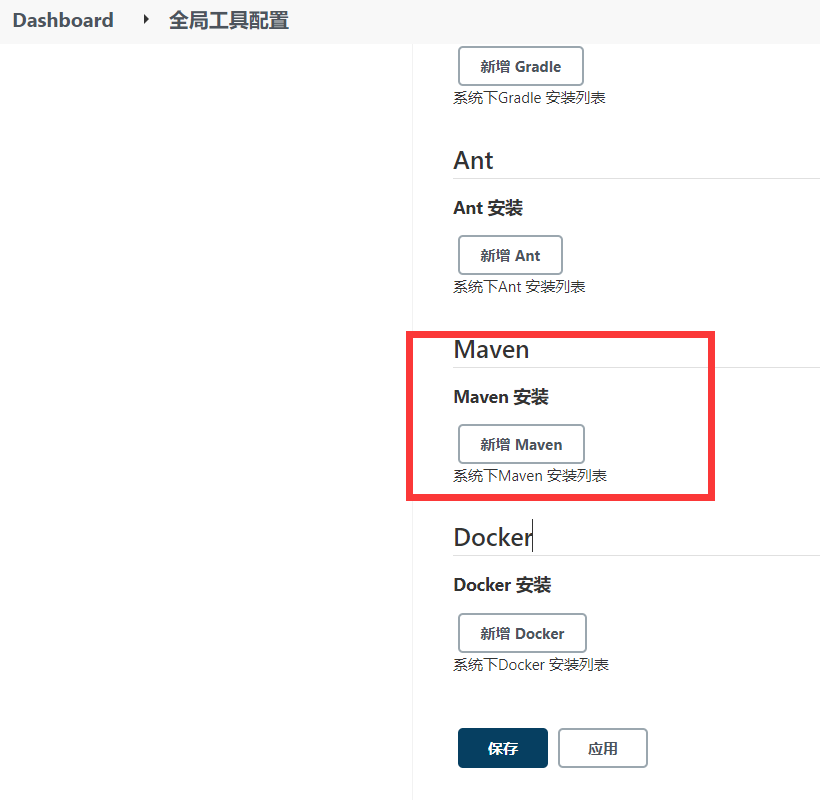 Dashboard 全局工具配置
新增 Gradle
系统下Gradle 安装列表
Ant
Ant 安装
新增 Ant
系统下Ant 安装列表
Maven
Maven 安装
新增 Maven
系统下Maven 安装列表
Docker
Docker 安装
新增 Docker
系统下Docker 安装列表
保存 应用